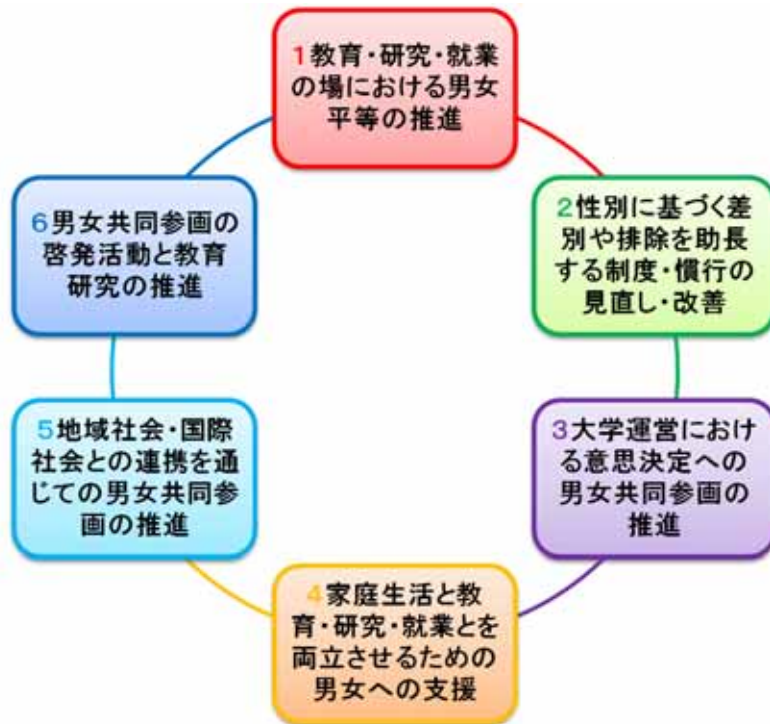 1教育・研究・就業
の場における男女
平等の推進
2性別に基づく差
別や排除を助長
する制度・慣行の
見直し・改善
3大学運営におけ
る意思決定への
男女共同参画の
推進
4家庭生活と教
育・研究・就業とを
両立させるための
男女への支援
5地域社会・国際
社会との連携を通
じての男女共同参
画の推進
6男女共同参画の
啓発活動と教育
研究の推進